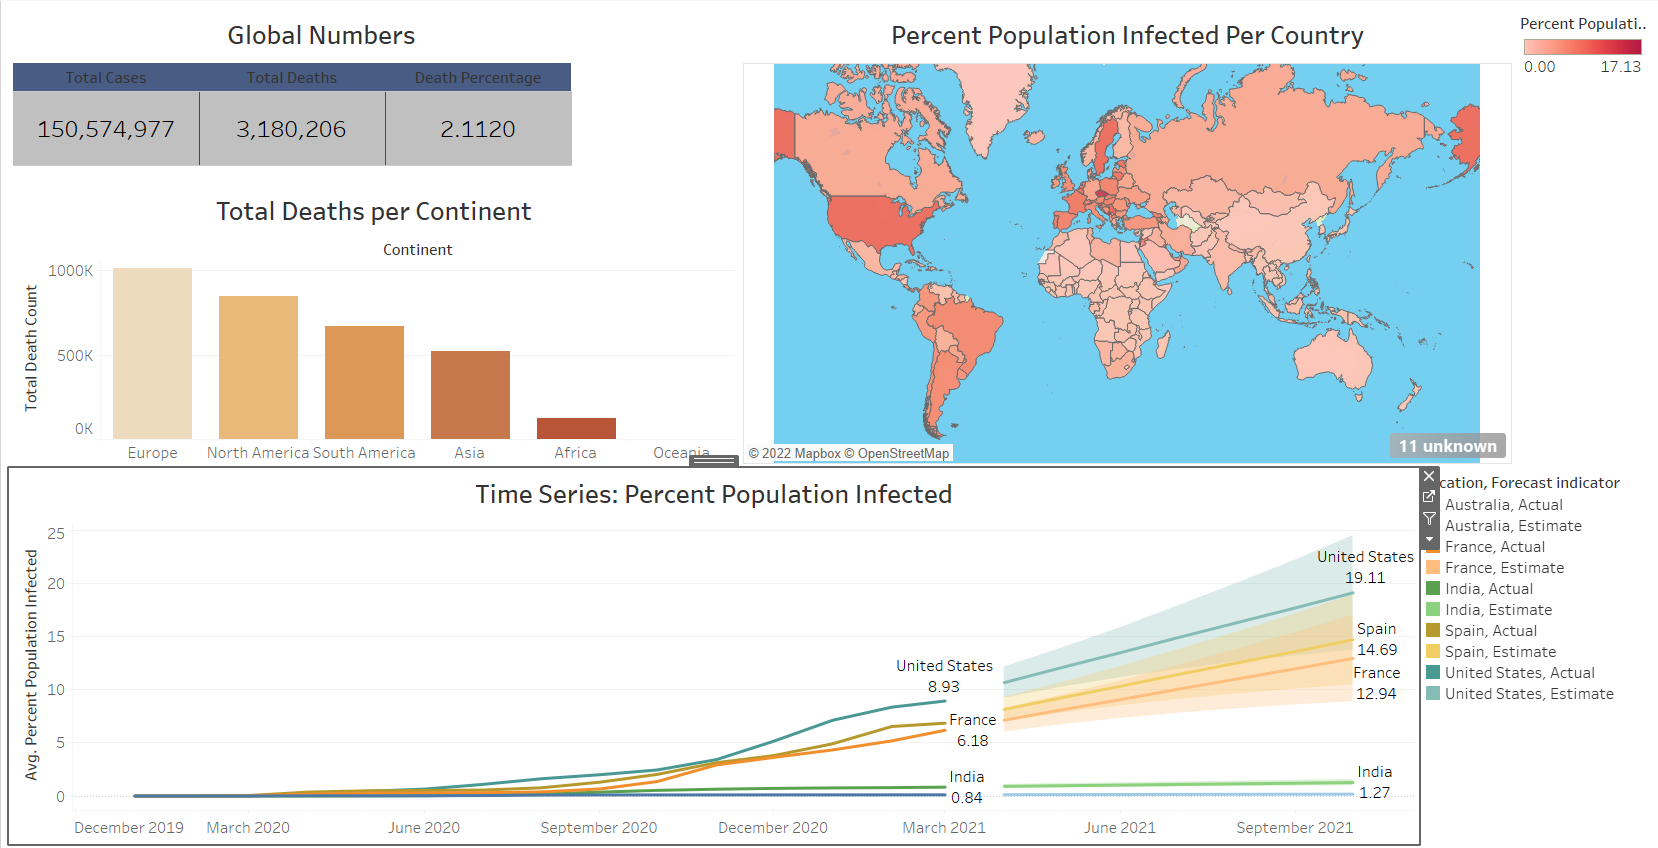 Global Numbers
Total Cases Total Deaths Death Percentage
150,574,977 3,180,206 2.1120
Total Deaths per Continent
Continent
Total Death Count
1000K
500K
0K
Europe North America South America Asia Africa Oceania
Percent Population Infected Per Country
© 2022 Mapbox © OpenStreetMap
11 unknown
Percent Populati..
0.00 17.13
Time Series: Percent Population Infected
Avg. Percent Population Infected
25
20
15
10
5
0
United States
8.93
France
6.18
India
0.84
United States
19.11
Spain
14.69
France
12.94
India
1.27
December 2019 March 2020 June 2020 September 2020 December 2020 March 2021 June 2021 September 2021
cation, Forecast indicator
Australia, Actual
Australia, Estimate
France, Actual
France, Estimate
India, Actual
India, Estimate
Spain, Actual
Spain, Estimate
United States, Actual
United States, Estimate